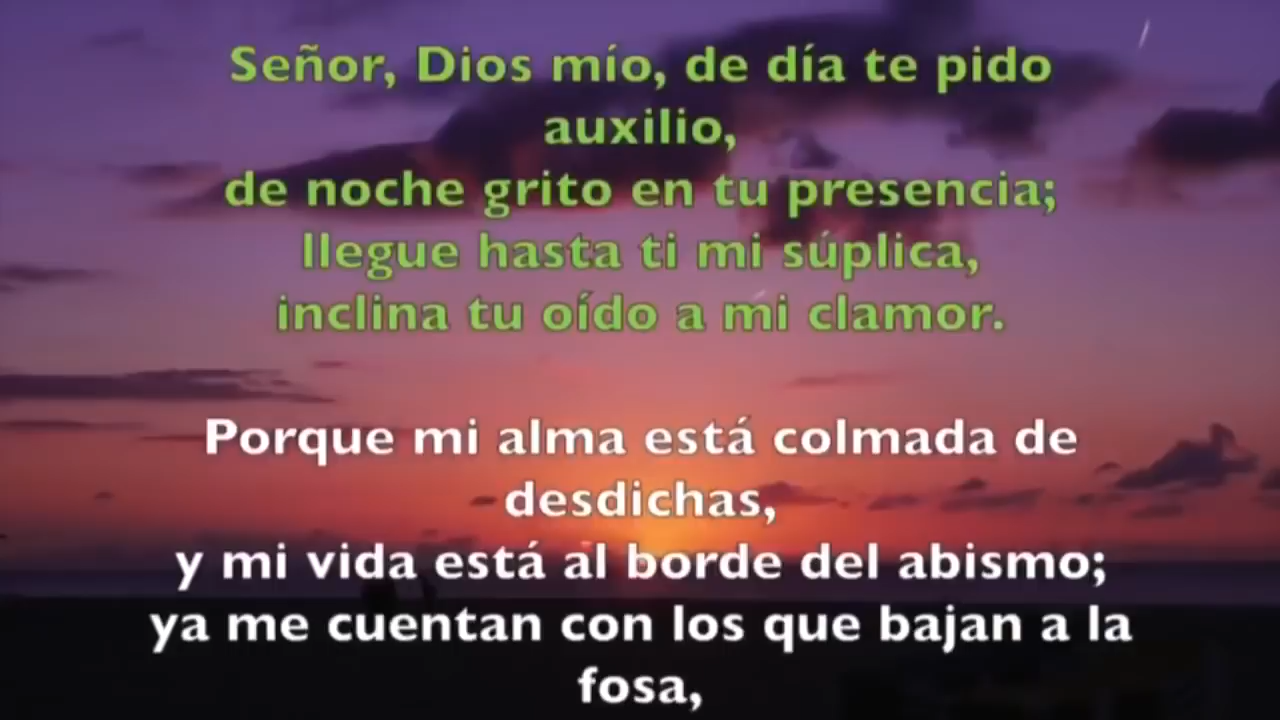 Señor, Dios mío, de día te pido
auxilio,
de noche grito en tu presencia;
llegue hasta ti mi súplica,
inclina tu oído a mi clamor.
Porque mi alma está colmada de
desdichas,
y mi vida está al borde del abismo;
ya me cuentan con los que bajan a la
fosa,